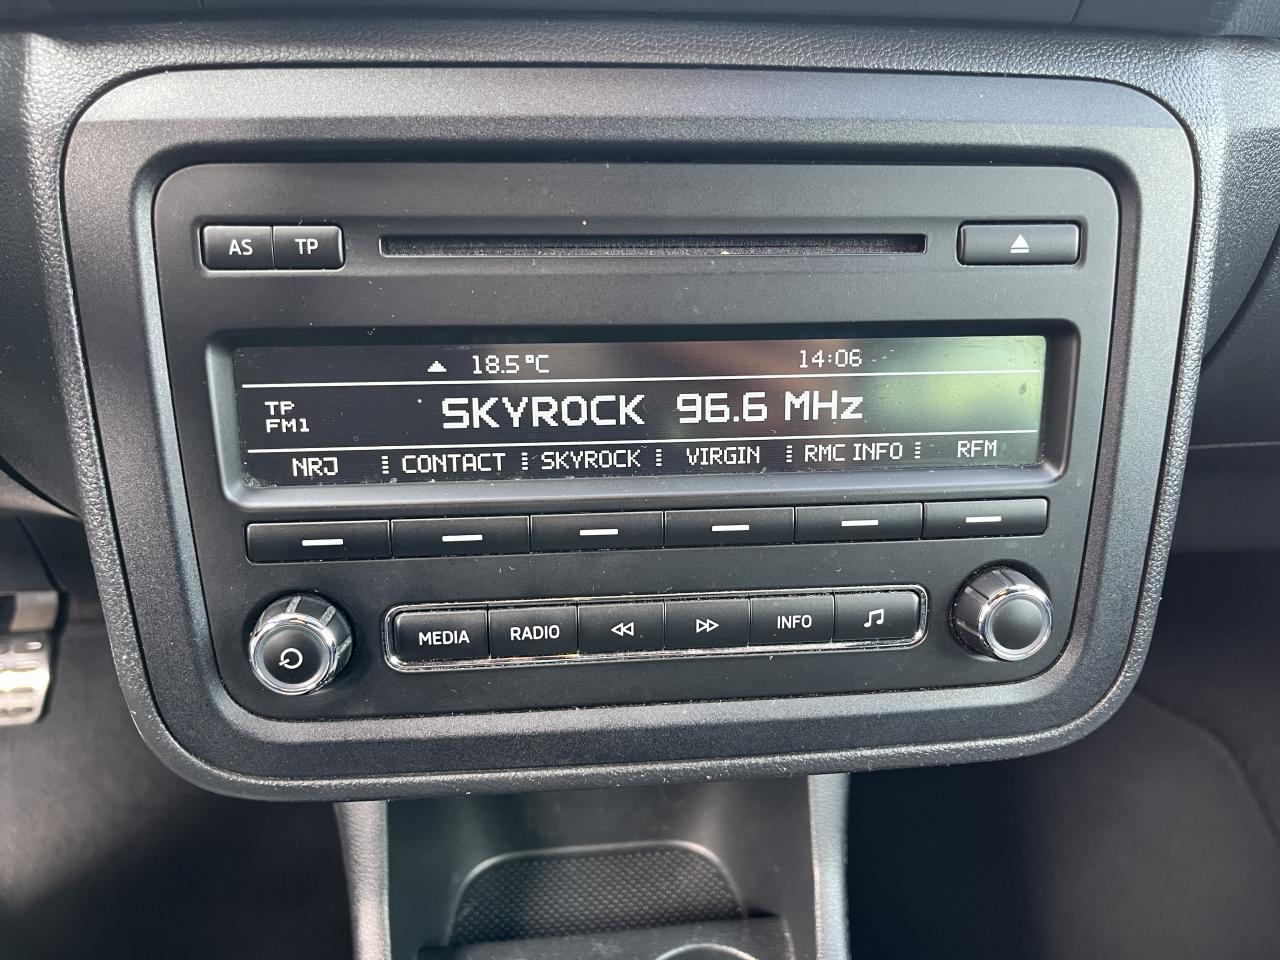 AS TP
18.5°C 14:06
TP
FM1
SKYROCK 96.6 MHz
NRJ CONTACT SKYROCK VIRGIN RMC INFO RFM
MEDIA RADIO INFO